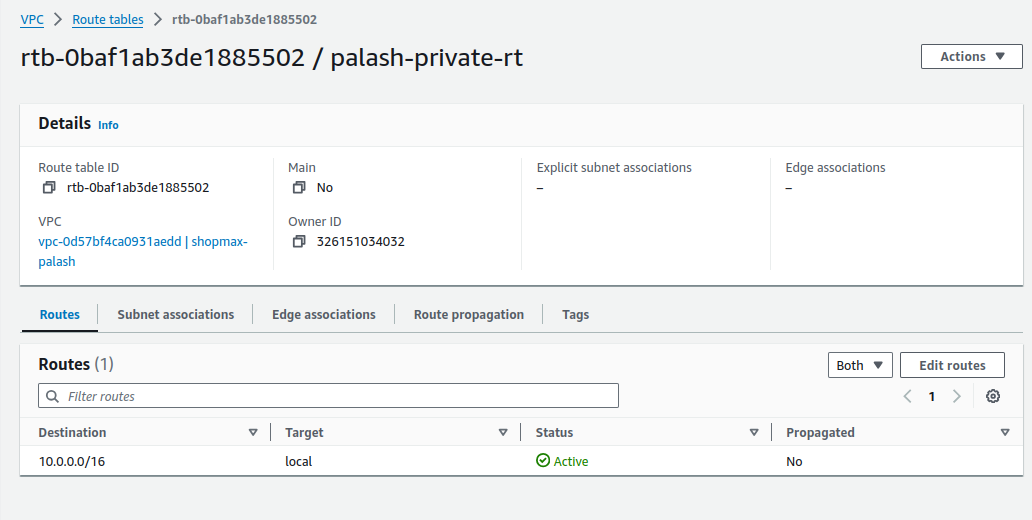 VPC > Route tables > rtb-0baf1ab3de1885502
rtb-0baf1ab3de1885502 / palash-private-rt
Actions
Details Info
Route table ID
rtb-0baf1ab3de1885502
Main
No
Explicit subnet associations
–
Edge associations
–
VPC
vpc-0d57bf4ca0931aedd | shopmax-
palash
Owner ID
326151034032
Routes Subnet associations Edge associations Route propagation Tags
Routes (1)
Both Edit routes
Filter routes
1
Destination Target Status Propagated
10.0.0.0/16 local Active No